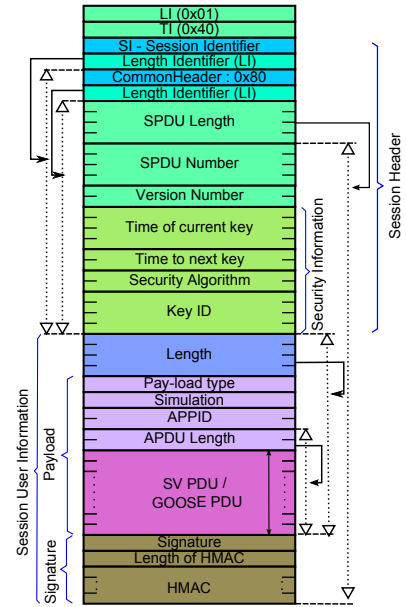 LI (0x01)
TI (0x40)
SI - Session Identifier
Length Identifier (LI)
CommonHeader : 0x80
Length Identifier (LI)
SPDU Length
SPDU Number
Version Number
Time of current key
Time to next key
Security Algorithm
Key ID
Length
Pay-load type
Simulation
APPID
APDU Length
SV PDU /
GOOSE PDU
Signature
Length of HMAC
HMAC
Session Header
Security Information
Session User Information
Payload
Signature